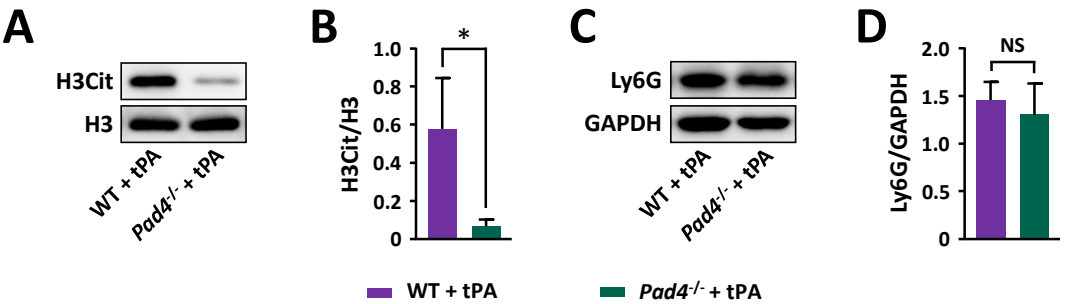 A
H3Cit
H3
WT + tPA
Pad4-/- + tPA
B
H3Cit/H3
1.0
0.8
0.6
0.4
0.2
0
*
C
Ly6G
GAPDH
WT + tPA
Pad4-/- + tPA
D
Ly6G/GAPDH
2.0
1.5
1.0
0.5
0
NS
WT + tPA
Pad4-/- + tPA